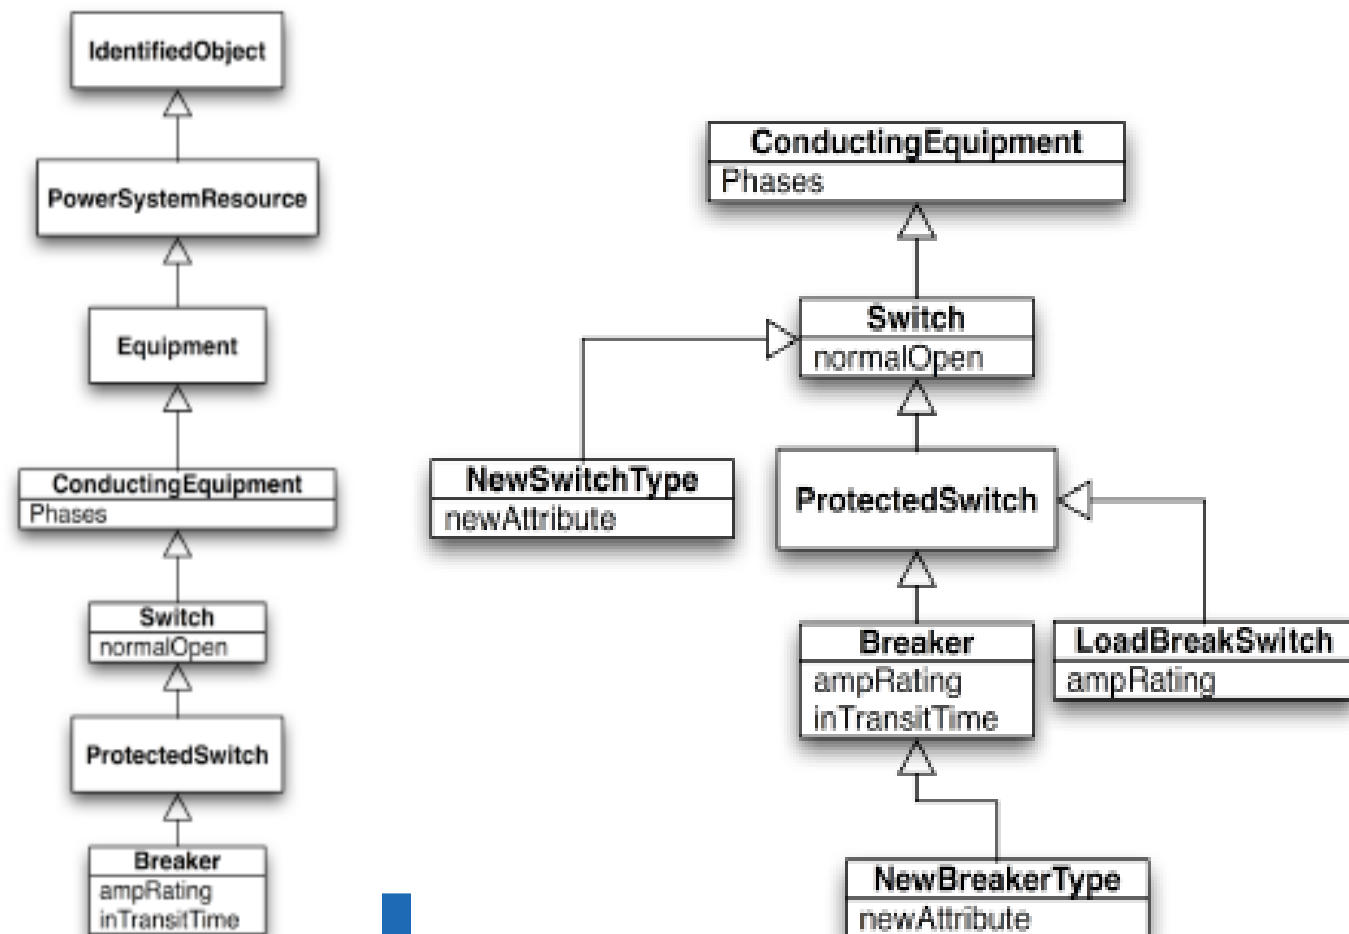 IdentifiedObject
PowerSystemResource
Equipment
ConductingEquipment
Phases
Switch
normalOpen
ProtectedSwitch
Breaker
ampRating
inTransitTime
ConductingEquipment
Phases
Switch
normalOpen
NewSwitchType
newAttribute
ProtectedSwitch
Breaker
ampRating
inTransitTime
LoadBreakSwitch
ampRating
NewBreakerType
newAttribute